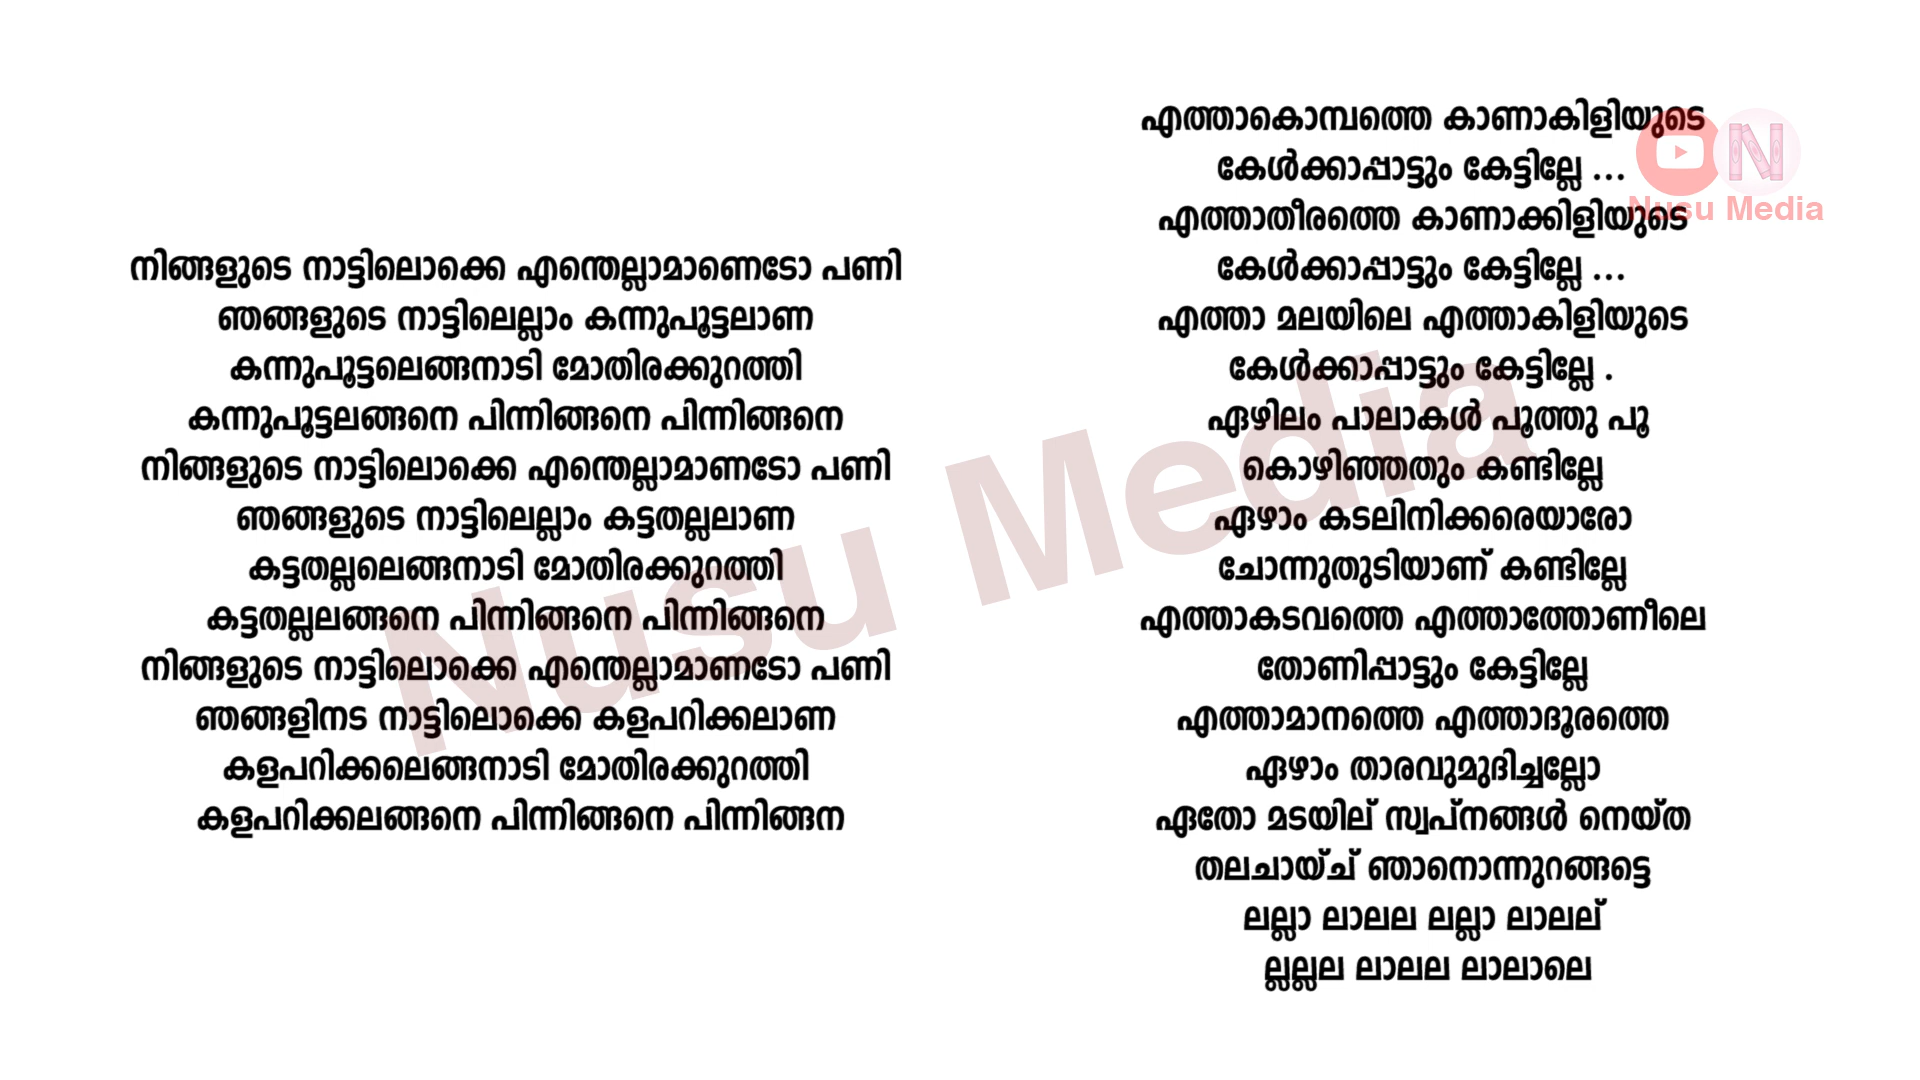 നിങ്ങളുടെ നാട്ടിലൊക്കെ എന്തെല്ലാമാണെടോ പണി
ഞങ്ങളുടെ നാട്ടിലെല്ലാം കന്നുപൂട്ടലാണ
കന്നുപൂട്ടലെങ്ങനാടി മോതിരക്കുറത്തി
കന്നുപൂട്ടലങ്ങനെ പിന്നിങ്ങനെ പിന്നിങ്ങനെ
നിങ്ങളുടെ നാട്ടിലൊക്കെ എന്തെല്ലാമാണടോ പണി
ഞങ്ങളുടെ നാട്ടിലെല്ലാം കട്ടതല്ലലാണ
കട്ടതല്ലലെങ്ങനാടി മോതിരക്കുറത്തി
കട്ടതല്ലലങ്ങനെ പിന്നിങ്ങനെ പിന്നിങ്ങനെ
നിങ്ങളുടെ നാട്ടിലൊക്കെ എന്തെല്ലാമാണടോ പണി
ഞങ്ങളിനട നാട്ടിലൊക്കെ കളപറിക്കലാണ
കളപറിക്കലെങ്ങനാടി മോതിരക്കുറത്തി
കളപറിക്കലങ്ങനെ പിന്നിങ്ങനെ പിന്നിങ്ങന
എത്താകൊമ്പത്തെ കാണാകിളിയുടെ
കേൾക്കാപ്പാട്ടും കേട്ടില്ലേ ...
എത്താതീരത്തെ കാണാക്കിളിയുടെ
കേൾക്കാപ്പാട്ടും കേട്ടില്ലേ ...
എത്താ മലയിലെ എത്താകിളിയുടെ
കേൾക്കാപ്പാട്ടും കേട്ടില്ലേ .
ഏഴിലം പാലാകൾ പൂത്തു പൂ
കൊഴിഞ്ഞതും കണ്ടില്ലേ
ഏഴാം കടലിനിക്കരെയാരോ
ചോന്നുതുടിയാണ് കണ്ടില്ലേ
എത്താകടവത്തെ എത്താത്തോണീലെ
തോണിപ്പാട്ടും കേട്ടില്ലേ
എത്താമാനത്തെ എത്താദൂരത്തെ
ഏഴാം താരവുമുദിച്ചല്ലോ
ഏതോ മടയില് സ്വപ്നങ്ങൾ നെയ്ത
തലചായ്ച് ഞാനൊന്നുറങ്ങട്ടെ
ലല്ലാ ലാലല ലല്ലാ ലാലല്
ല്ലല്ലല ലാലല ലാലാലെ
Nusu Media
Nusu Media